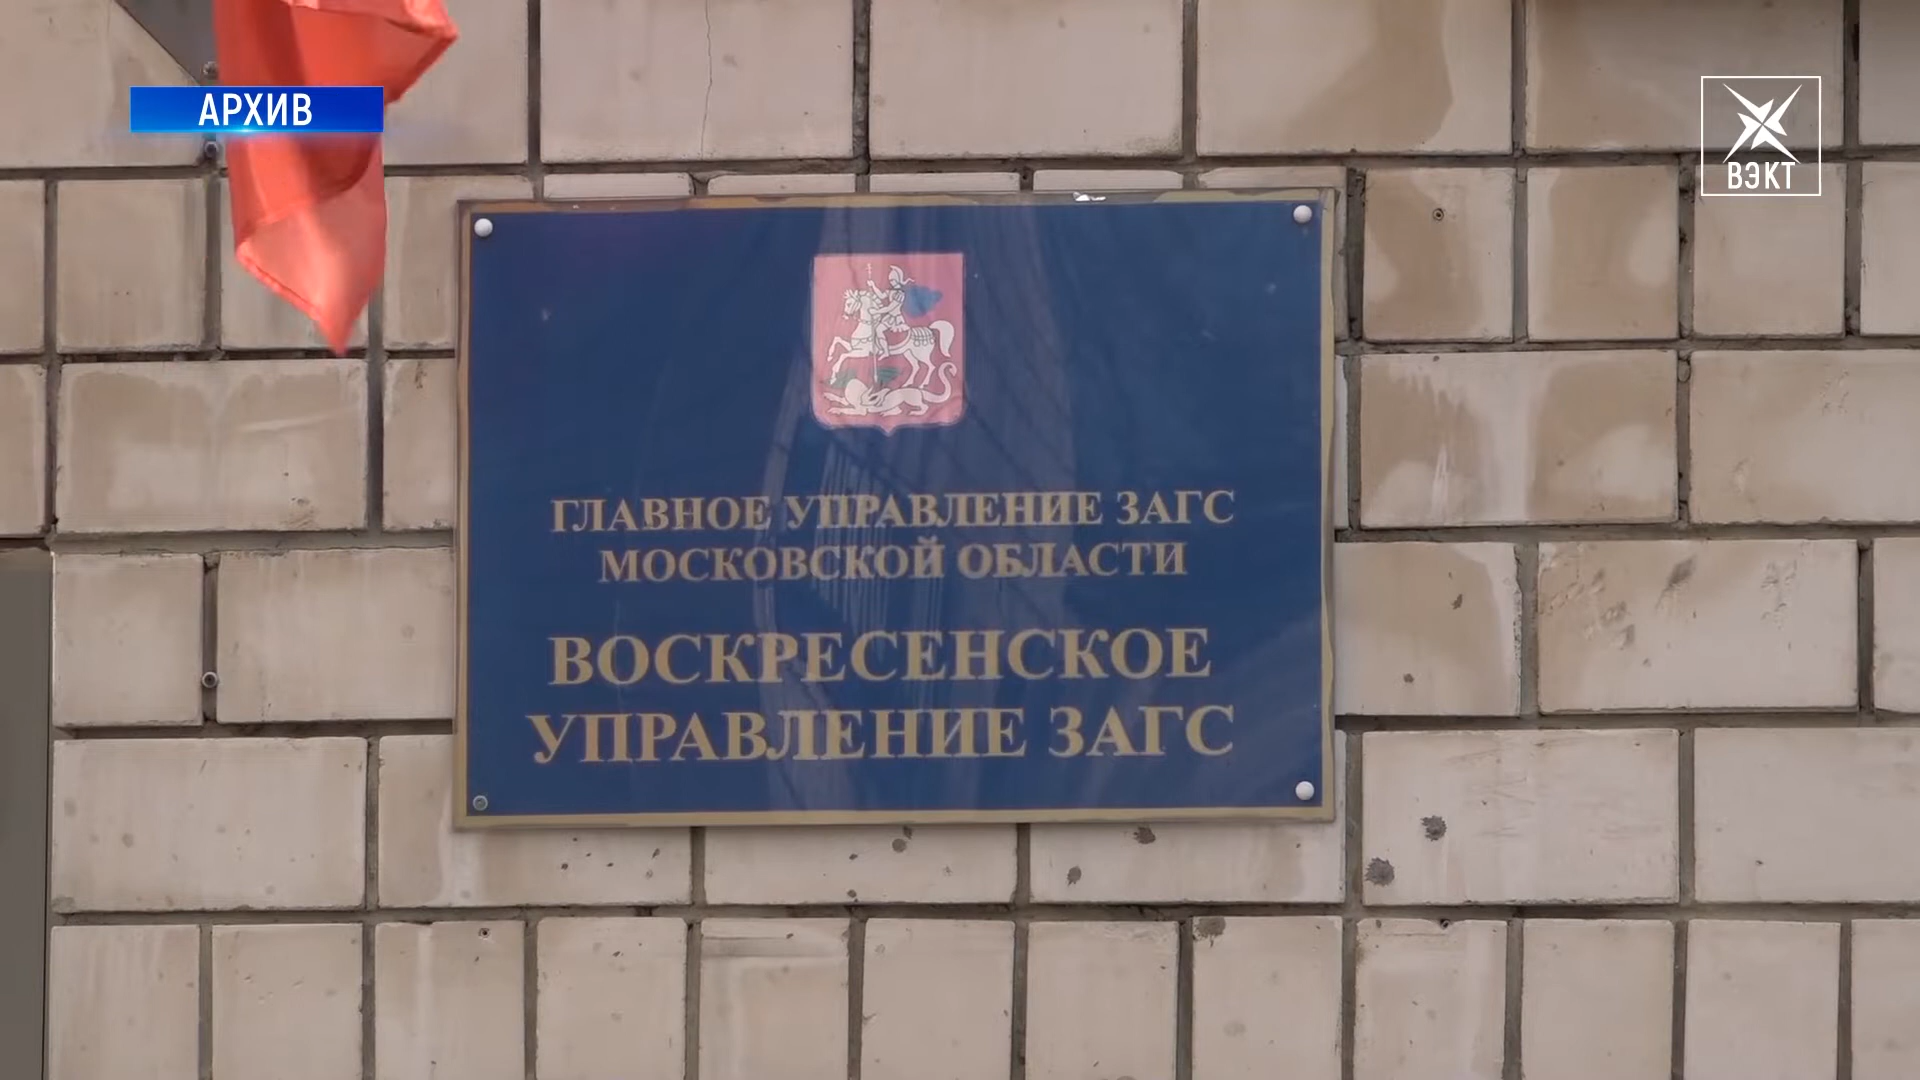 АРХИВ
ВЭКТ
ГЛАВНОЕ УПРАВЛЕНИЕ ЗАГС
МОСКОВСКОЙ ОБЛАСТИ
ВОСКРЕСЕНСКОЕ
УПРАВЛЕНИЕ ЗАГС